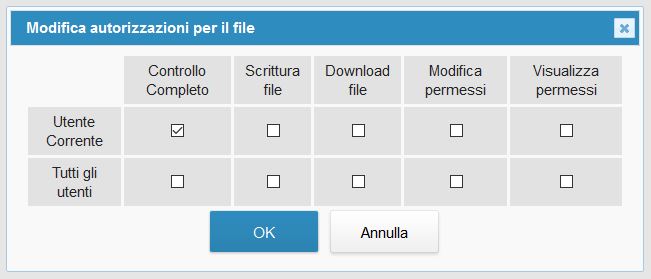 Modifica autorizzazioni per il file
Controllo Completo
Scrittura file
Download file
Modifica permessi
Visualizza permessi
Utente Corrente
Tutti gli utenti
OK
Annulla